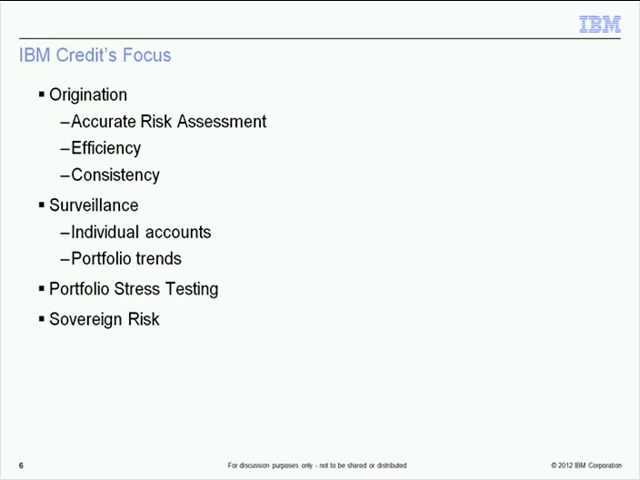 IBM
IBM Credit's Focus
▪ Origination
–Accurate Risk Assessment
–Efficiency
–Consistency
▪ Surveillance
–Individual accounts
–Portfolio trends
▪ Portfolio Stress Testing
▪ Sovereign Risk
6
For discussion purposes only - not to be shared or distributed
© 2012 IBM Corporation